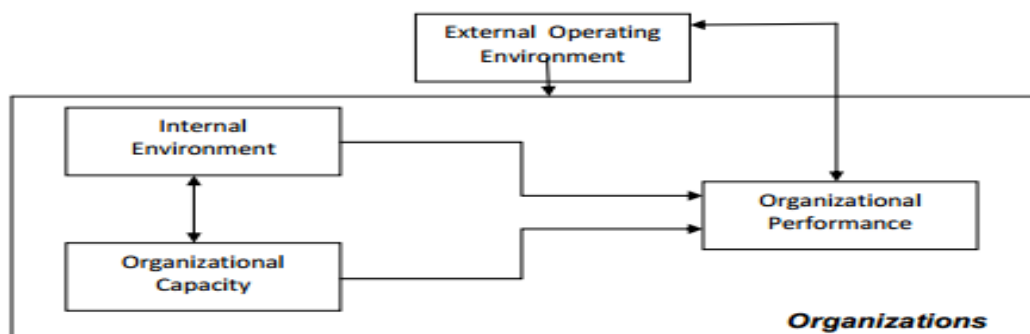 External Operating
Environment
Internal
Environment
Organizational
Performance
Organizational
Capacity
Organizations